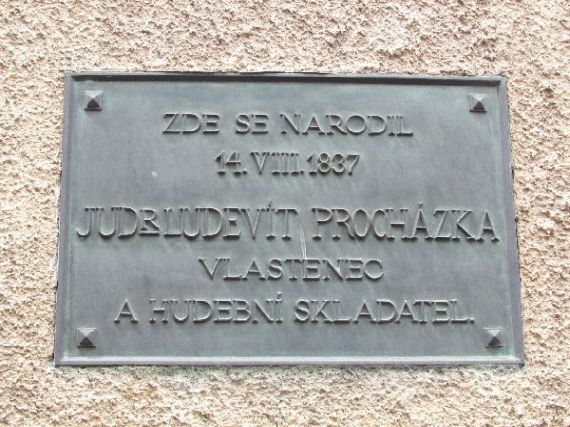 ZDE SE NARODIL
14. VIII. 1837
JUDR LUDEVÍT PROCHÁZKA
VLASTENEC
A HUDEBNÍ SKLADATEL.